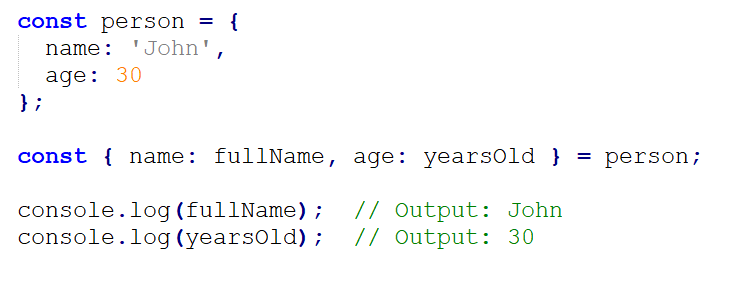 const person = {
  name: 'John',
  age: 30
};

const { name: fullName, age: yearsOld } = person;

console.log(fullName);  // Output: John
console.log(yearsOld);  // Output: 30